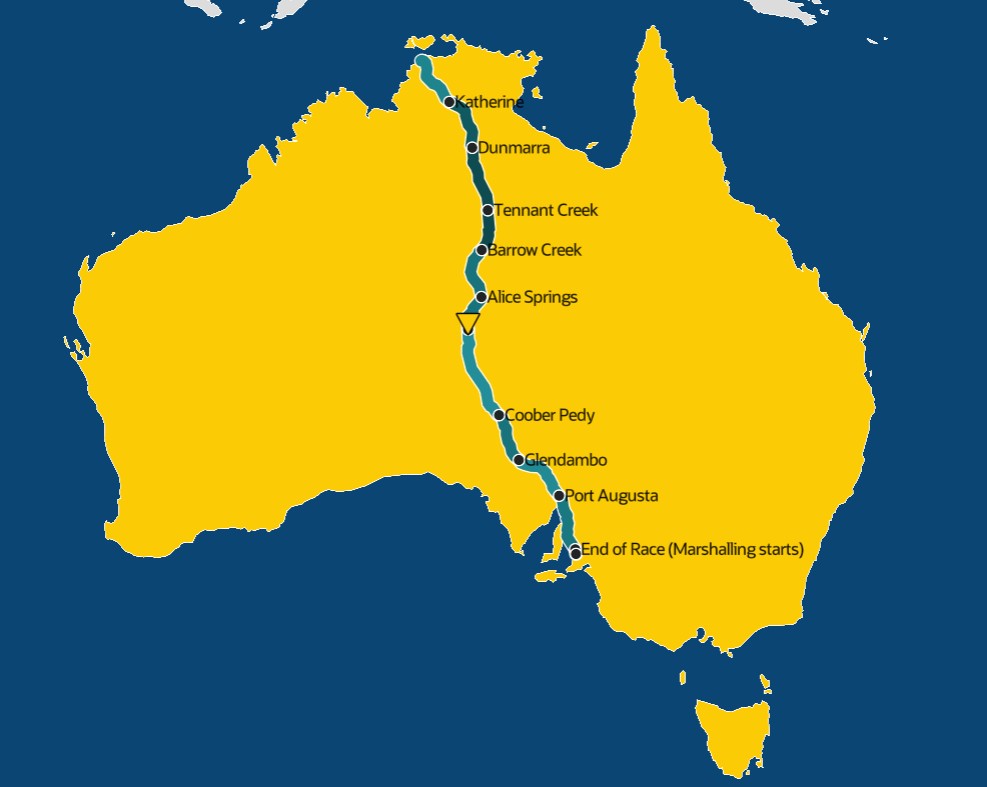 Katherine
Dunmarra
Tennant Creek
Barrow Creek
Alice Springs
Coober Pedy
Glendambo
Port Augusta
End of Race (Marshalling starts)